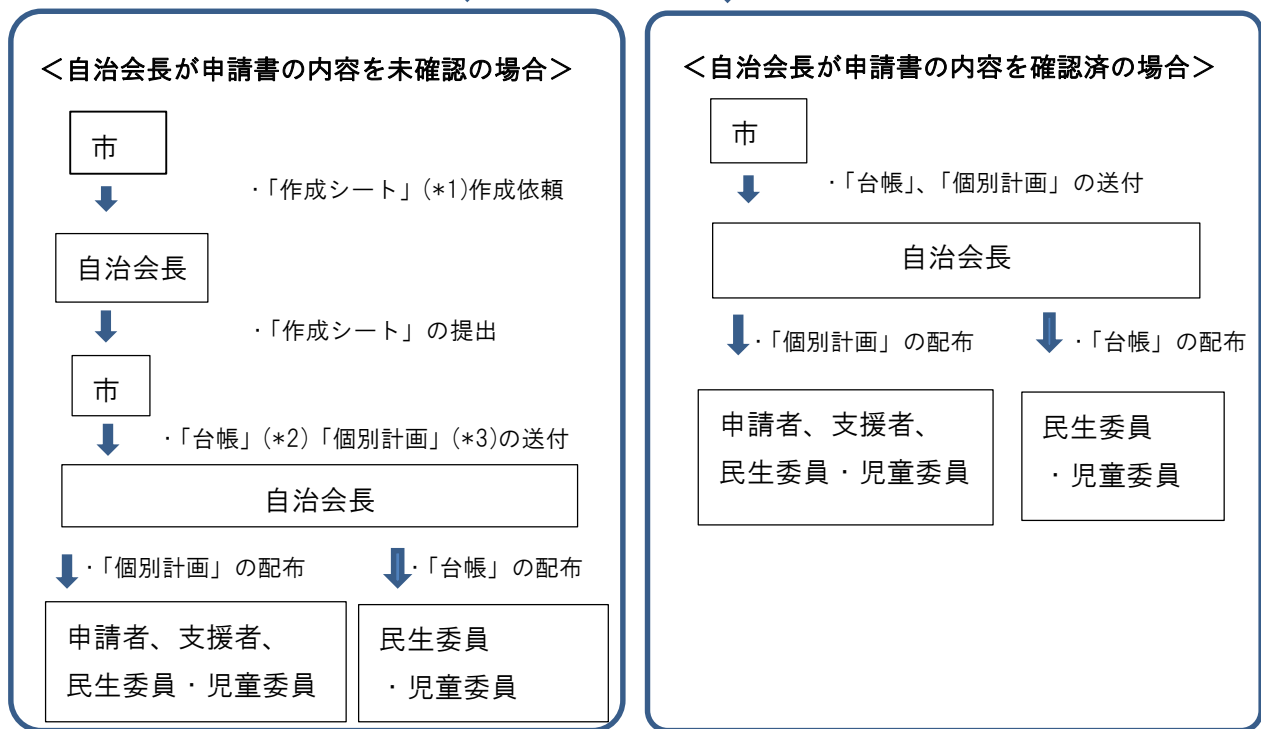 ＜自治会長が申請書の内容を未確認の場合＞
市
・「作成シート」(*1)作成依頼
自治会長
・「作成シート」の提出
市
・「台帳」(*2)「個別計画」(*3)の送付
自治会長
・「個別計画」の配布
・「台帳」の配布
申請者、支援者、
民生委員・児童委員
民生委員
・児童委員
＜自治会長が申請書の内容を確認済の場合＞
市
・「台帳」、「個別計画」の送付
自治会長
・「個別計画」の配布
・「台帳」の配布
申請者、支援者、
民生委員・児童委員
民生委員
・児童委員